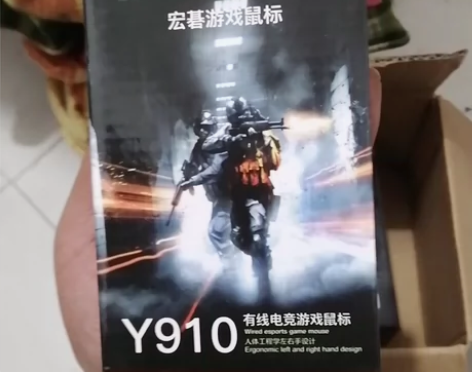 宏碁游戏鼠标
Y910
有线电竞游戏鼠标
Wired esports game mouse
人体工程学左右手设计
Ergonomic left and right hand design